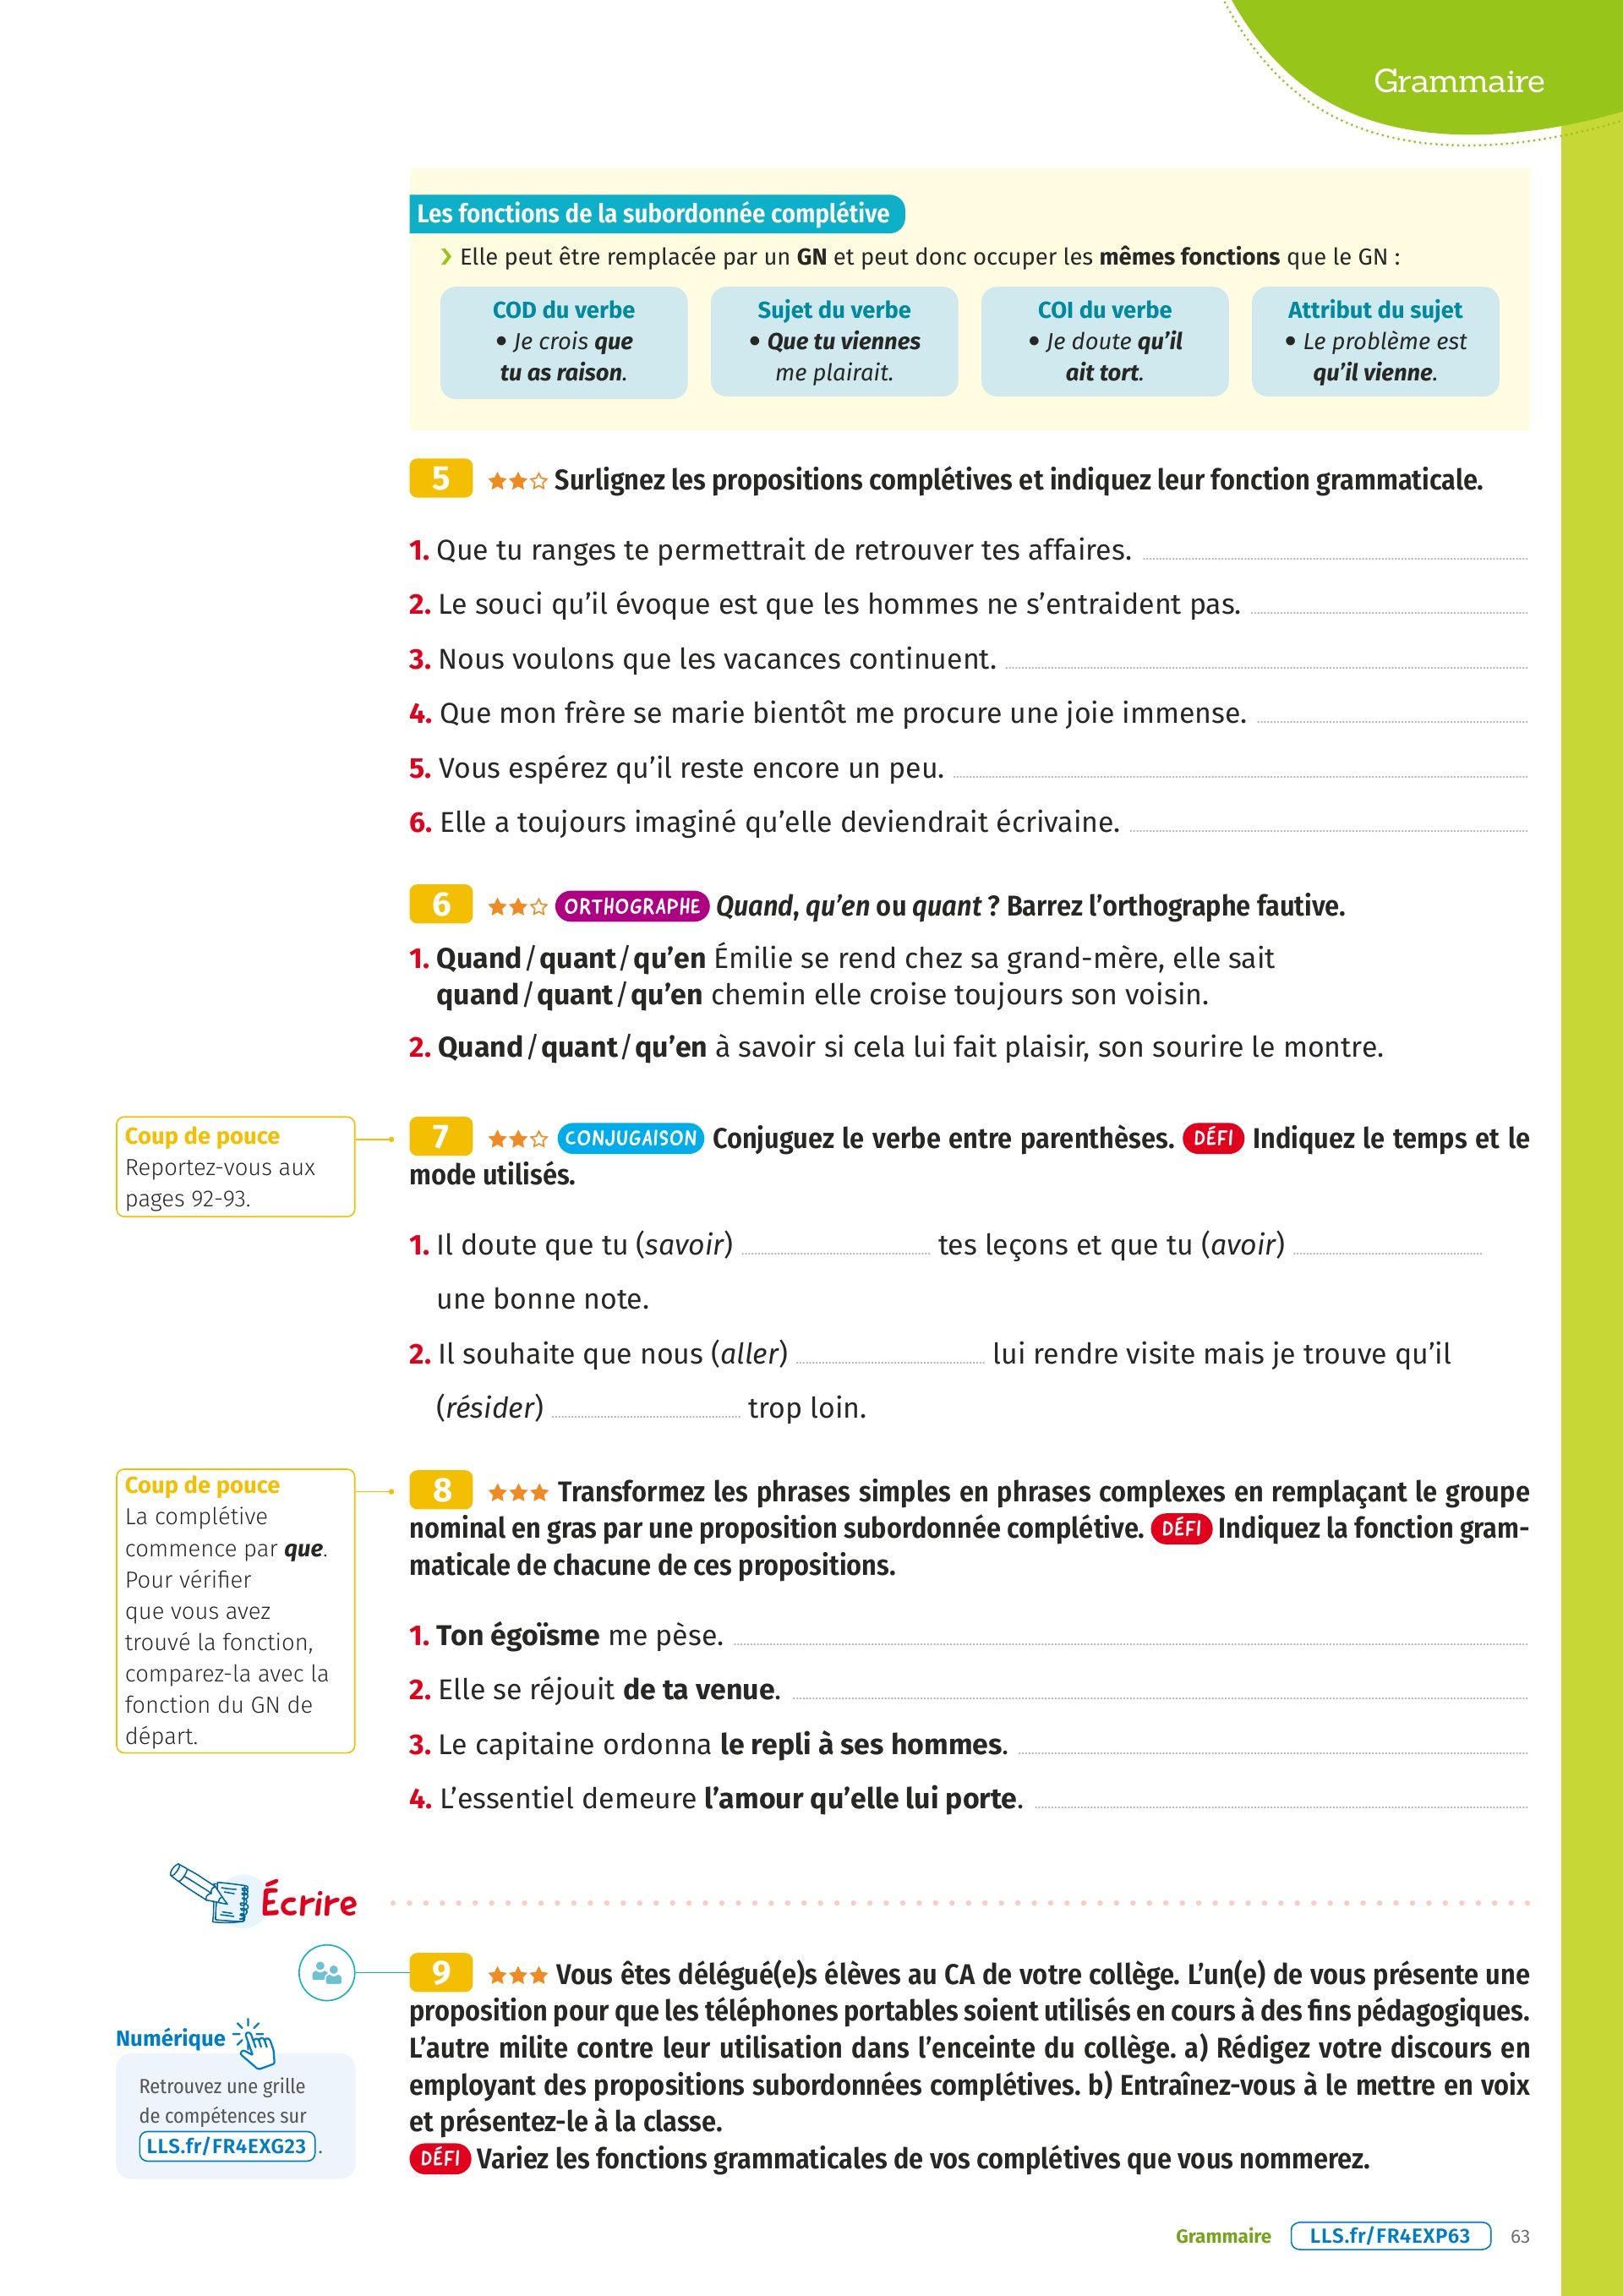 Grammaire
Les fonctions de la subordonnée complétive
› Elle peut être remplacée par un GN et peut donc occuper les mêmes fonctions que le GN :
COD du verbe
• Je crois que
tu as raison.
Sujet du verbe
• Que tu viennes
me plairait.
COI du verbe
• Je doute qu’il
ait tort.
Attribut du sujet
• Le problème est
qu’il vienne.
5 ★★☆ Surlignez les propositions complétives et indiquez leur fonction grammaticale.
1. Que tu ranges te permettrait de retrouver tes affaires.
2. Le souci qu’il évoque est que les hommes ne s’entraident pas.
3. Nous voulons que les vacances continuent.
4. Que mon frère se marie bientôt me procure une joie immense.
5. Vous espérez qu’il reste encore un peu.
6. Elle a toujours imaginé qu’elle deviendrait écrivaine.
6 ★★☆ ORTHOGRAPHE Quand, qu’en ou quant ? Barrez l’orthographe fautive.
1. Quand / quant / qu’en Émilie se rend chez sa grand-mère, elle sait
quand / quant / qu’en chemin elle croise toujours son voisin.
2. Quand / quant / qu’en à savoir si cela lui fait plaisir, son sourire le montre.
Coup de pouce
Reportez-vous aux
pages 92-93.
7 ★★☆ CONJUGAISON Conjuguez le verbe entre parenthèses. DÉFI Indiquez le temps et le
mode utilisés.
1. Il doute que tu (savoir) tes leçons et que tu (avoir)
une bonne note.
2. Il souhaite que nous (aller) lui rendre visite mais je trouve qu’il
(résider) trop loin.
Coup de pouce
La complétive
commence par que.
Pour vérifier
que vous avez
trouvé la fonction,
comparez-la avec la
fonction du GN de
départ.
8 ★★★ Transformez les phrases simples en phrases complexes en remplaçant le groupe
nominal en gras par une proposition subordonnée complétive. DÉFI Indiquez la fonction gram-
maticale de chacune de ces propositions.
1. Ton égoïsme me pèse.
2. Elle se réjouit de ta venue.
3. Le capitaine ordonna le repli à ses hommes.
4. L’essentiel demeure l’amour qu’elle lui porte.
Écrire
9 ★★★ Vous êtes délégué(e)s élèves au CA de votre collège. L’un(e) de vous présente une
proposition pour que les téléphones portables soient utilisés en cours à des fins pédagogiques.
L’autre milite contre leur utilisation dans l’enceinte du collège. a) Rédigez votre discours en
employant des propositions subordonnées complétives. b) Entraînez-vous à le mettre en voix
et présentez-le à la classe.
DÉFI Variez les fonctions grammaticales de vos complétives que vous nommerez.
Numérique
Retrouvez une grille
de compétences sur
LLS.fr/FR4EXG23.
Grammaire LLS.fr/FR4EXP63 63